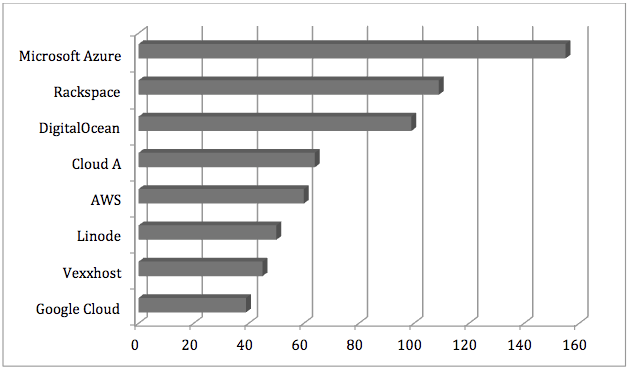 Microsoft Azure
Rackspace
DigitalOcean
Cloud A
AWS
Linode
Vexxhost
Google Cloud
0 20 40 60 80 100 120 140 160